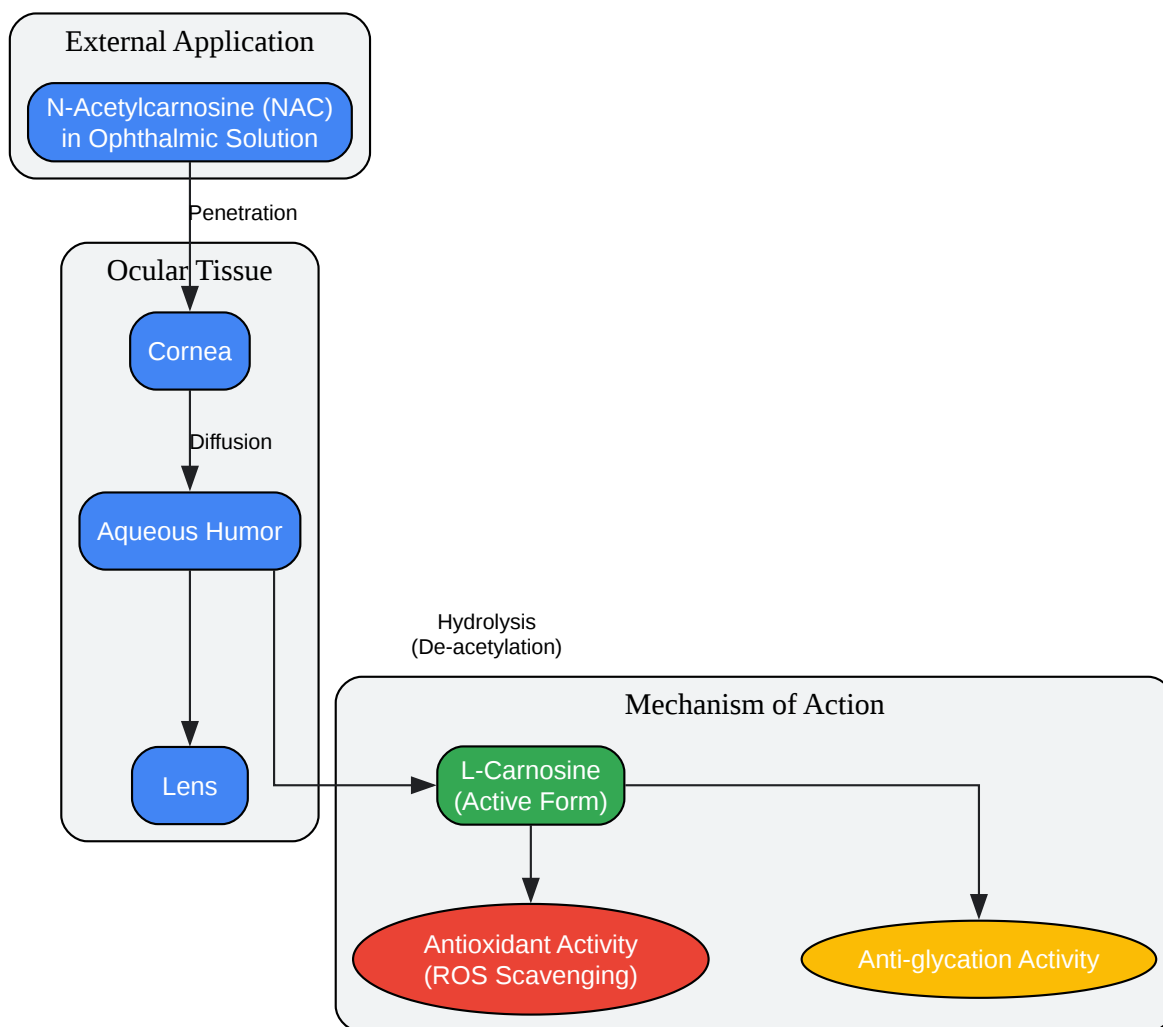 External Application
N-Acetylcarnosine (NAC)
in Ophthalmic Solution
Penetration
Ocular Tissue
Cornea
Diffusion
Aqueous Humor
Hydrolysis
(De-acetylation)
Mechanism of Action
Lens
L-Carnosine
(Active Form)
Antioxidant Activity
(ROS Scavenging)
Anti-glycation Activity